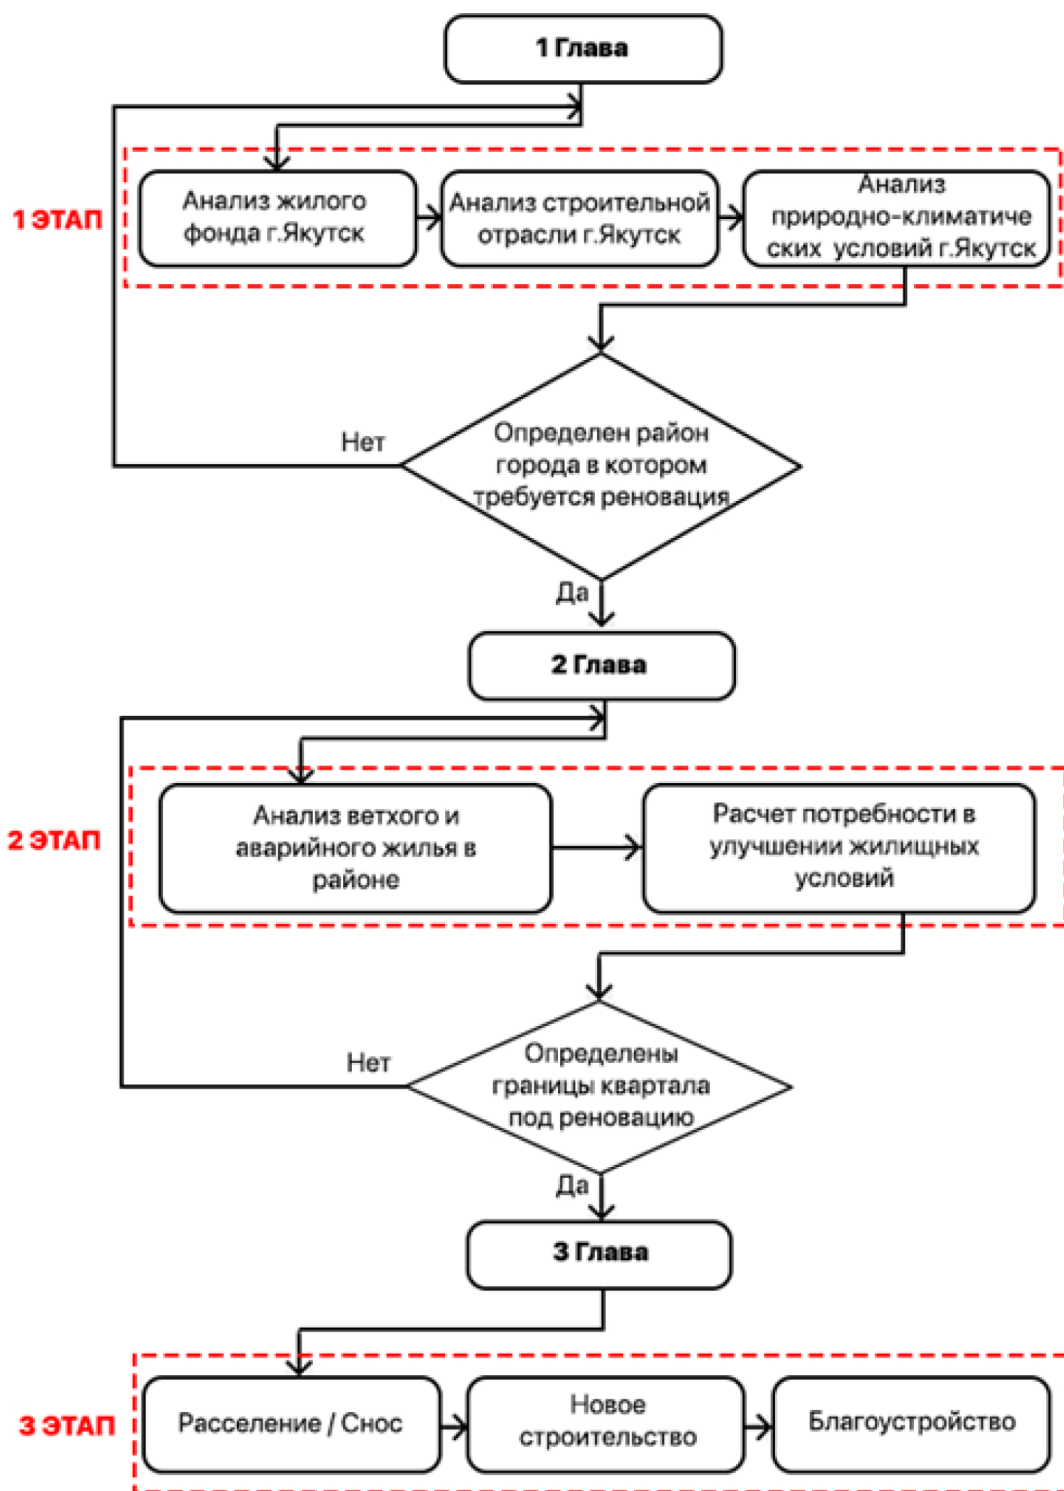 1 Глава
1 ЭТАП
Анализ жилого
фонда г.Якутск
Анализ строительной
отрасли г.Якутск
Анализ
природно-климатиче
ских условий г.Якутск
Нет
Определен район
города в котором
требуется реновация
Да
2 Глава
2 ЭТАП
Анализ ветхого и
аварийного жилья в
районе
Расчет потребности в
улучшении жилищных
условий
Нет
Определены
границы квартала
под реновацию
Да
3 Глава
3 ЭТАП
Расселение / Снос
Новое
строительство
Благоустройство